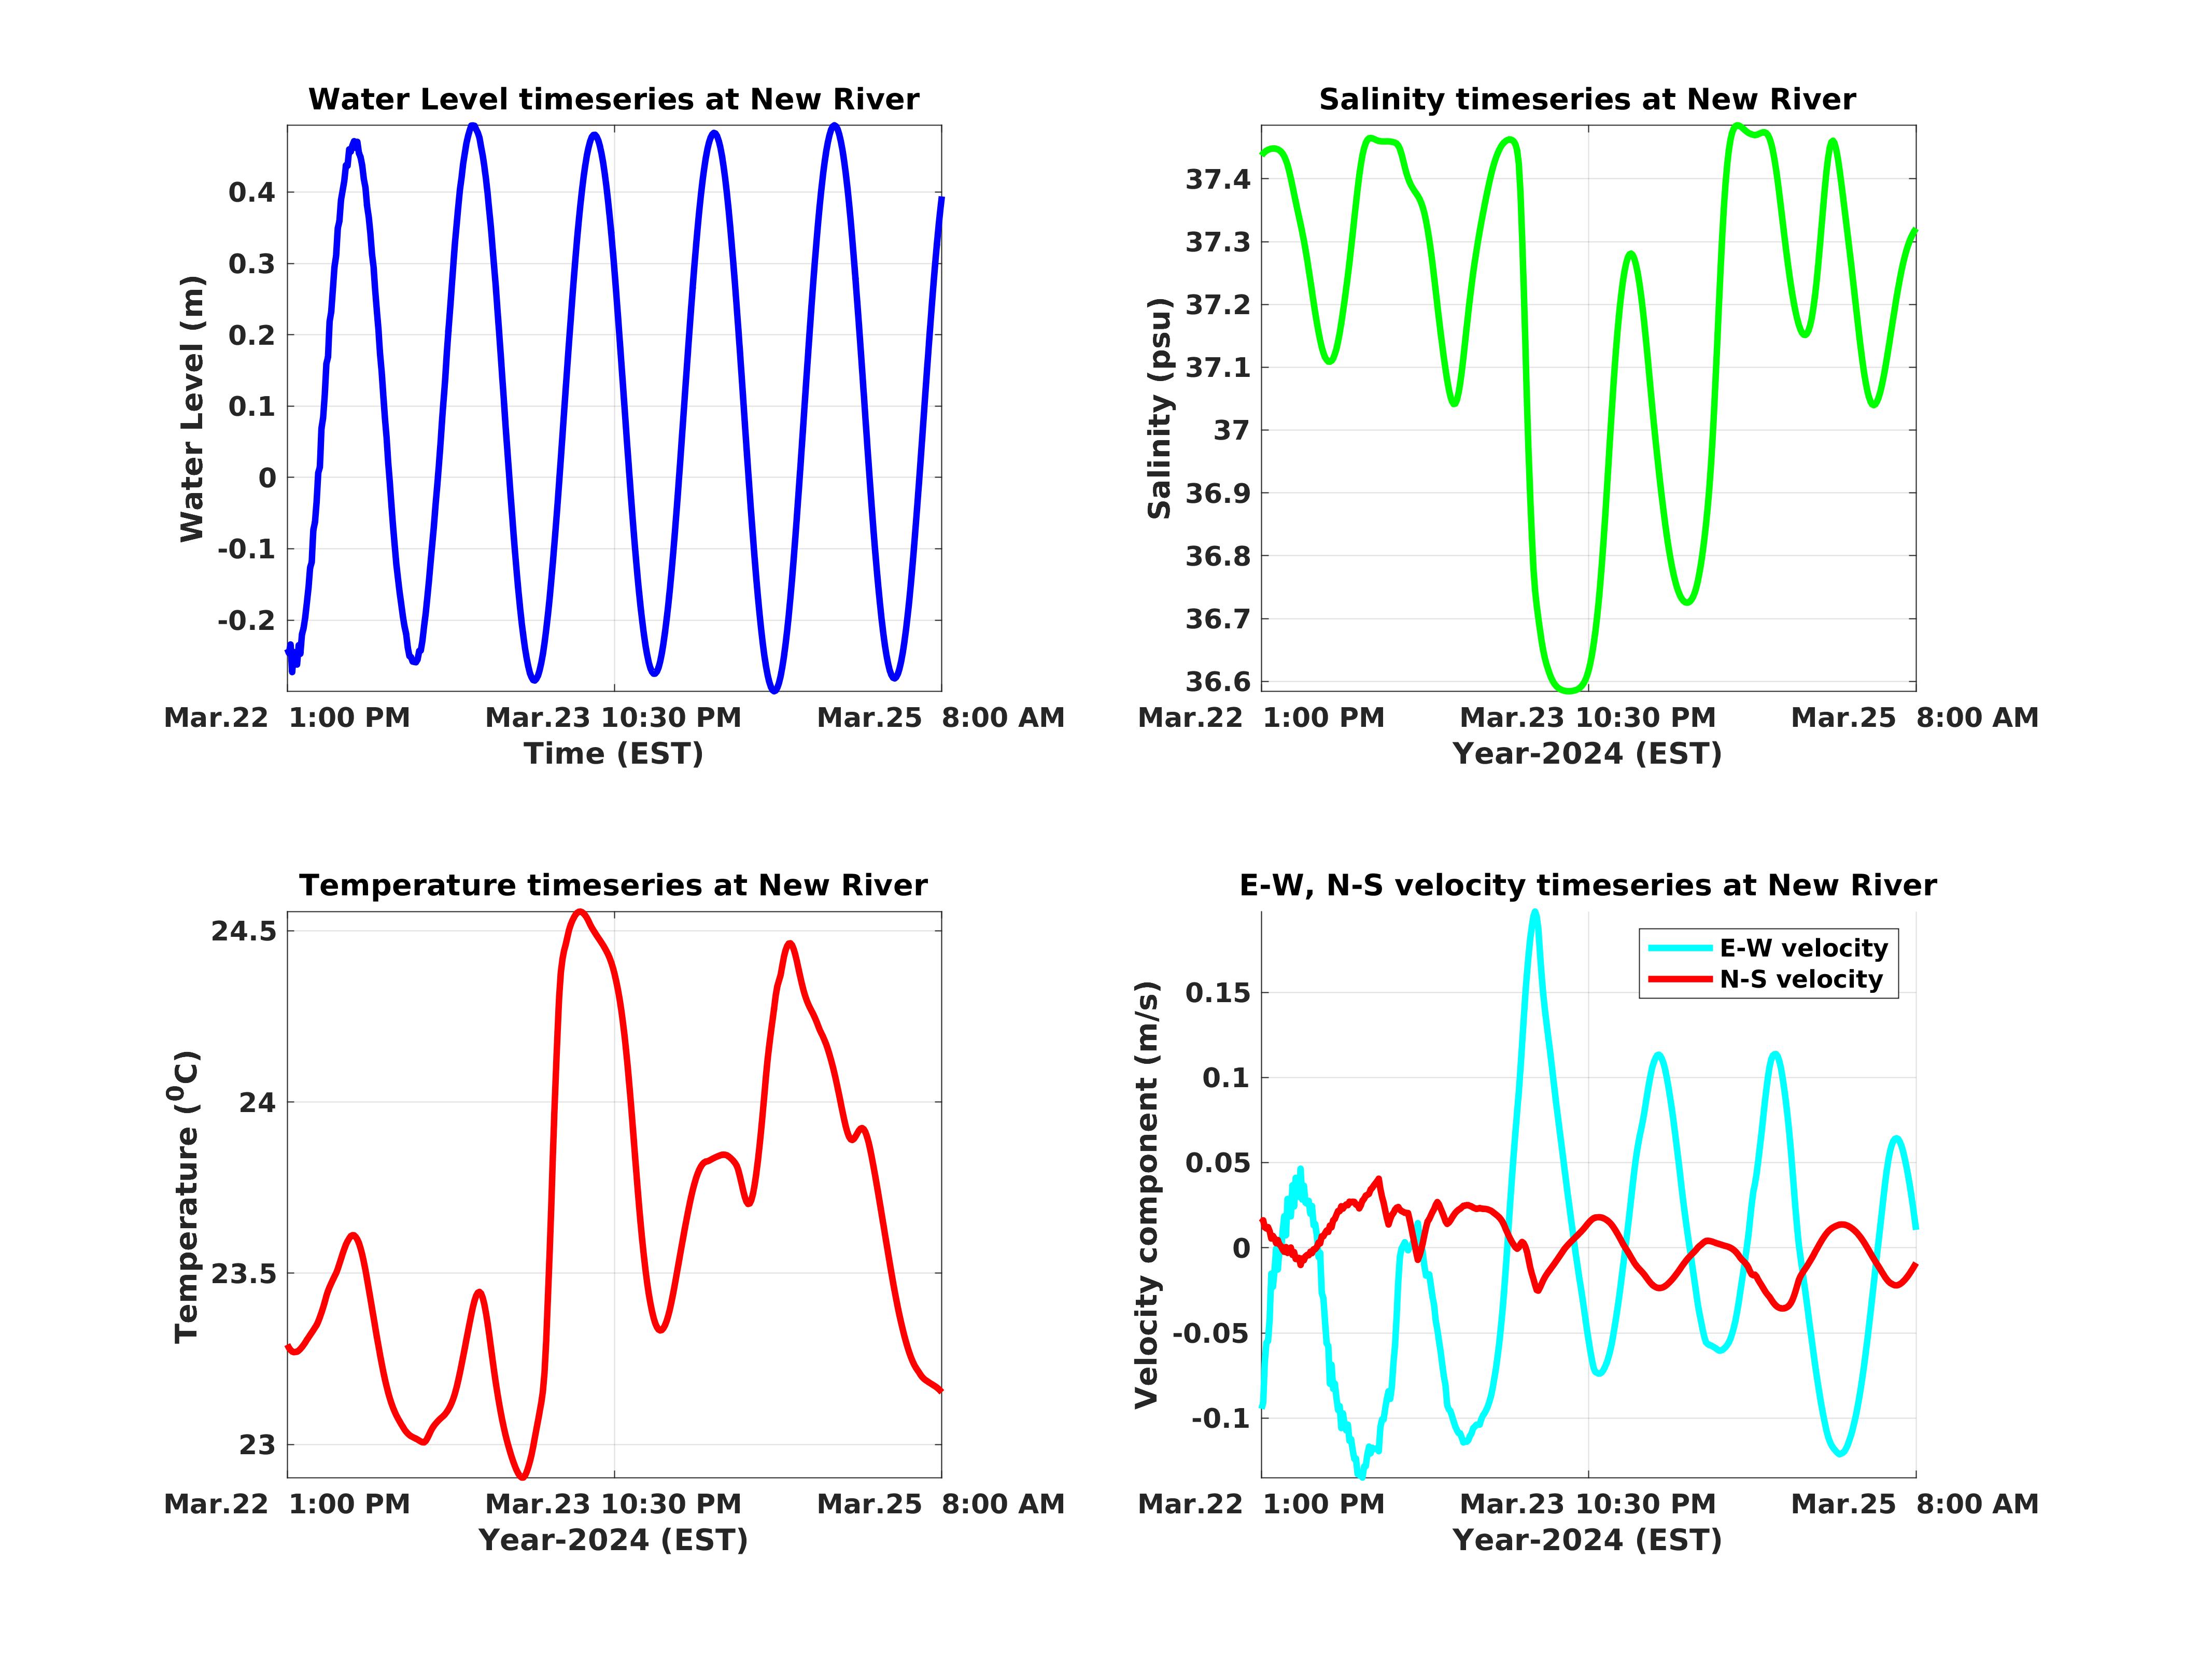 Water Level timeseries at New River
Water Level (m)
0.4
0.3
0.2
0.1
0
-0.1
-0.2
Mar.22 1:00 PM
Mar.23 10:30 PM
Mar.25 8:00 AM
Time (EST)
Salinity timeseries at New River
Salinity (psu)
37.4
37.3
37.2
37.1
37
36.9
36.8
36.7
36.6
Mar.22 1:00 PM
Mar.23 10:30 PM
Mar.25 8:00 AM
Year-2024 (EST)
Temperature timeseries at New River
Temperature (⁰C)
24.5
24
23.5
23
Mar.22 1:00 PM
Mar.23 10:30 PM
Mar.25 8:00 AM
Year-2024 (EST)
E-W, N-S velocity timeseries at New River
Velocity component (m/s)
0.15
0.1
0.05
0
-0.05
-0.1
E-W velocity
N-S velocity
Mar.22 1:00 PM
Mar.23 10:30 PM
Mar.25 8:00 AM
Year-2024 (EST)